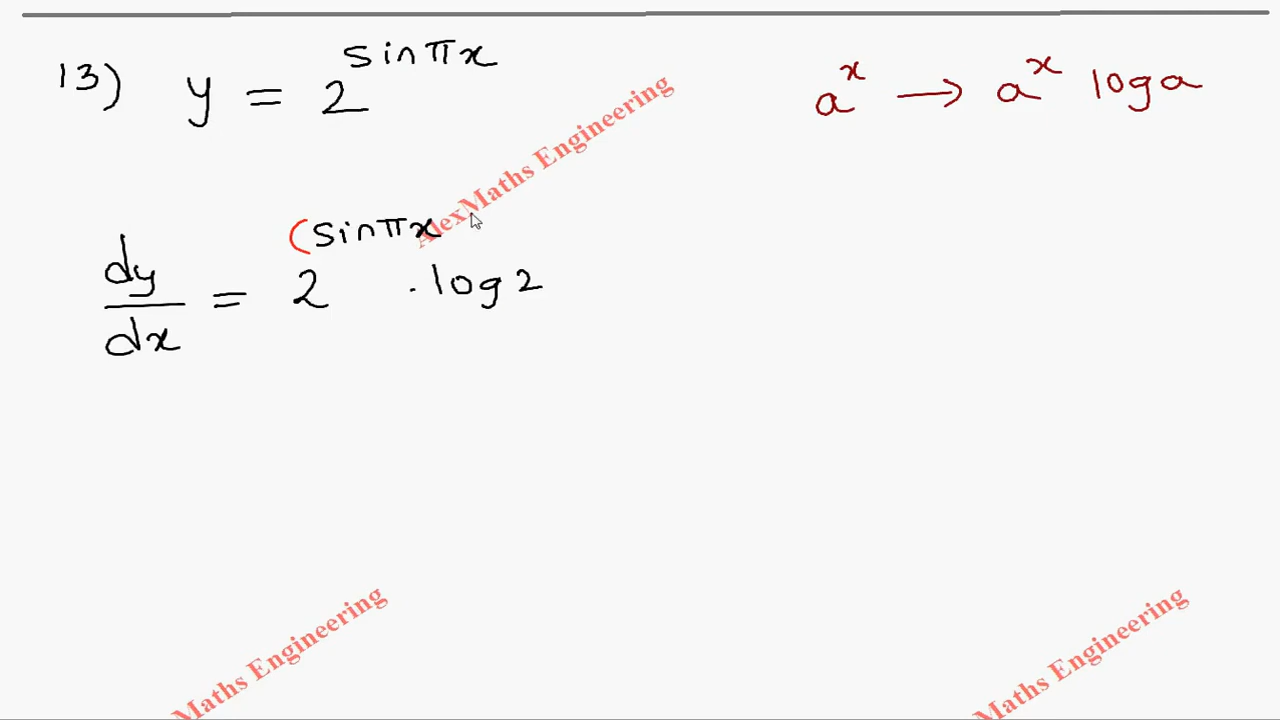 13) y = 2^{sinπx}
a^x → a^x log a
AlexMaths Engineering
dy/dx = 2^{(sinπx} . log 2
Maths Engineering
Maths Engineering